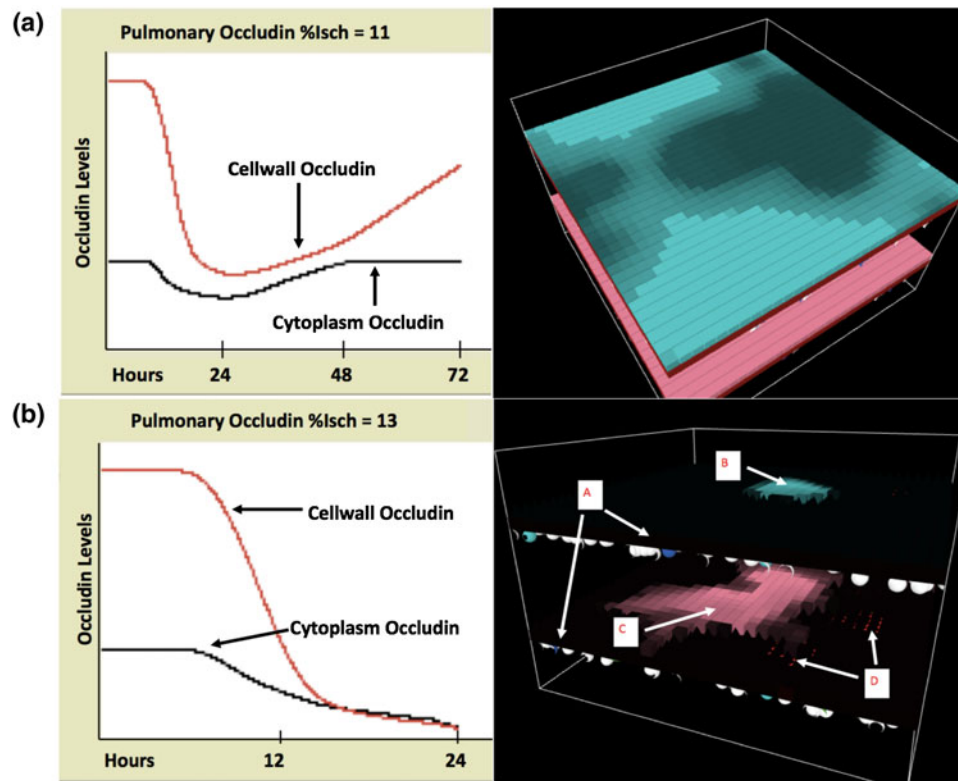 (a)
Pulmonary Occludin %Isch = 11
Occludin Levels
Cellwall Occludin
Cytoplasm Occludin
Hours 24 48 72
(b)
Pulmonary Occludin %Isch = 13
Occludin Levels
Cellwall Occludin
Cytoplasm Occludin
Hours 12 24
B
A
C
D